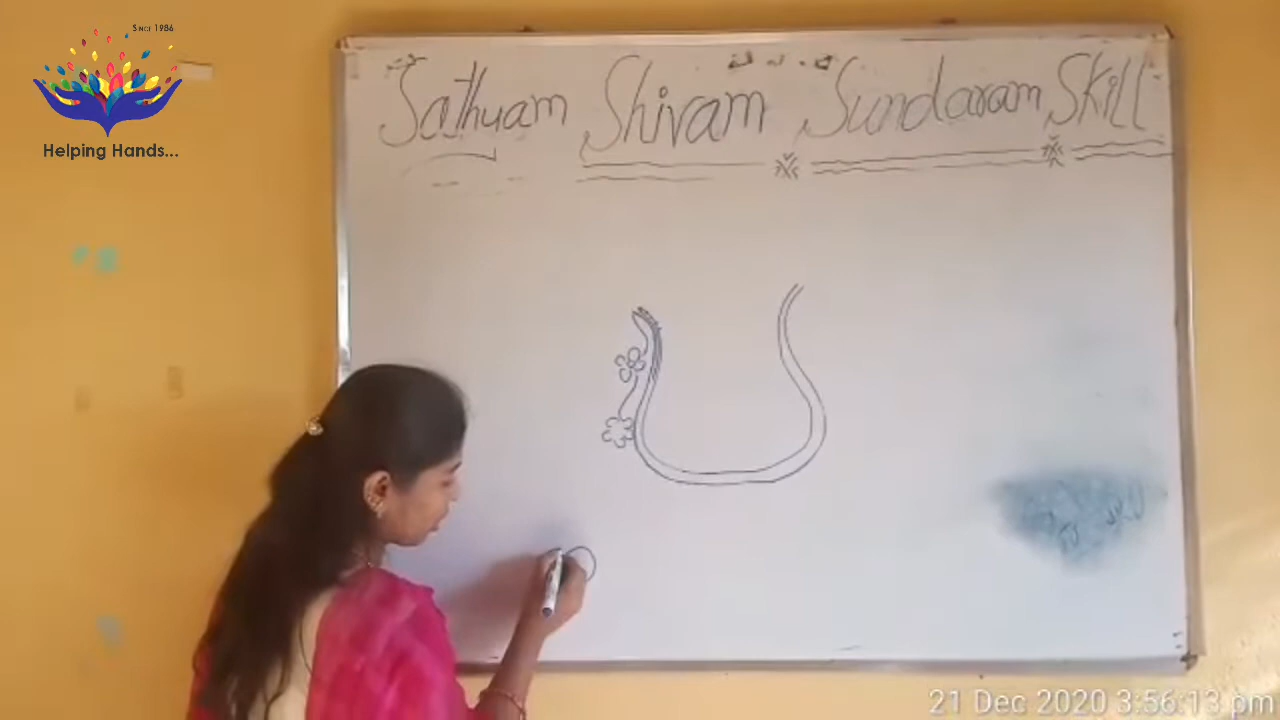 Since 1986
Sathyam Shivam Sundaram Skill
Helping Hands...
21 Dec 2020 3:56:13 pm